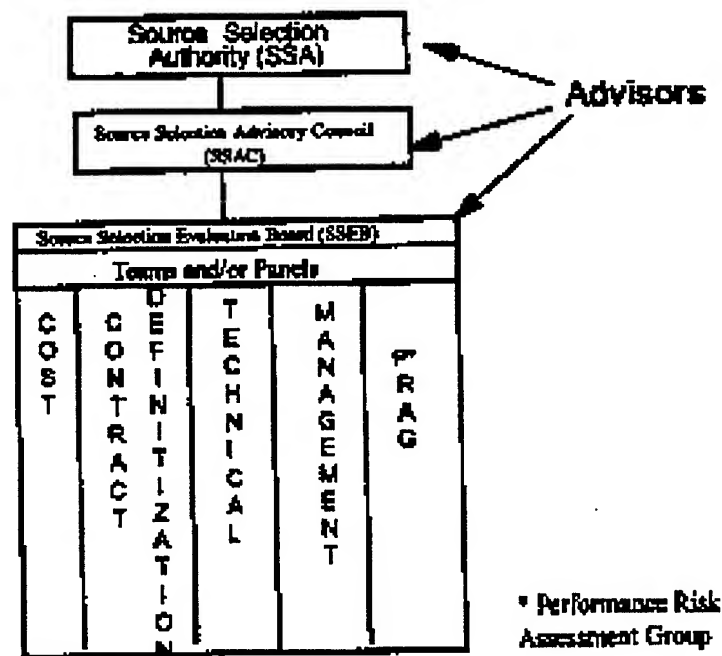 Source Selection
Authority (SSA)
Advisors
Source Selection Advisory Council
(SSAC)
Source Selection Evaluation Board (SSEB)
Teams and/or Panels
COST
CONTRACT
DEFINITIZATION
TECHNICAL
MANAGEMENT
*PRAG
* Performance Risk
Assessment Group